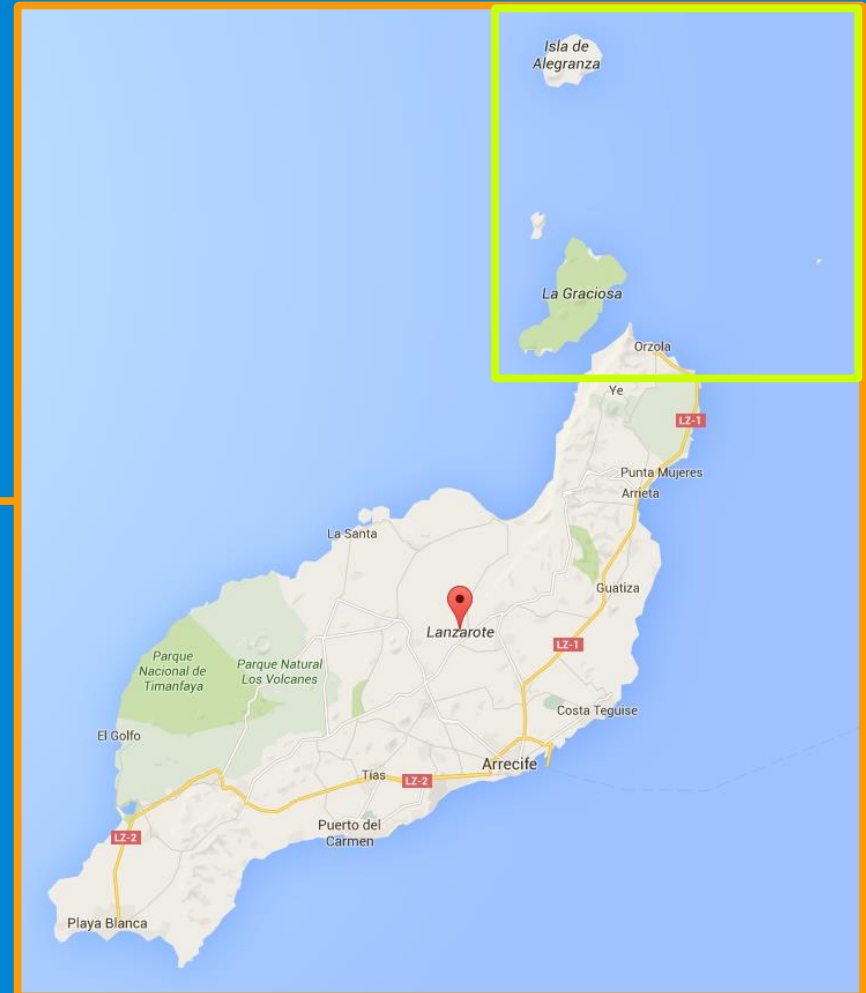 Isla de
Alegranza
La Graciosa
Orzola
Ye
LZ-1
Punta Mujeres
Arrieta
La Santa
Guatiza
Lanzarote
LZ-1
Parque
Nacional de
Timanfaya
Parque Natural
Los Volcanes
Costa Teguise
El Golfo
Arrecife
Tías
LZ-2
Puerto del
Carmen
LZ-2
Playa Blanca